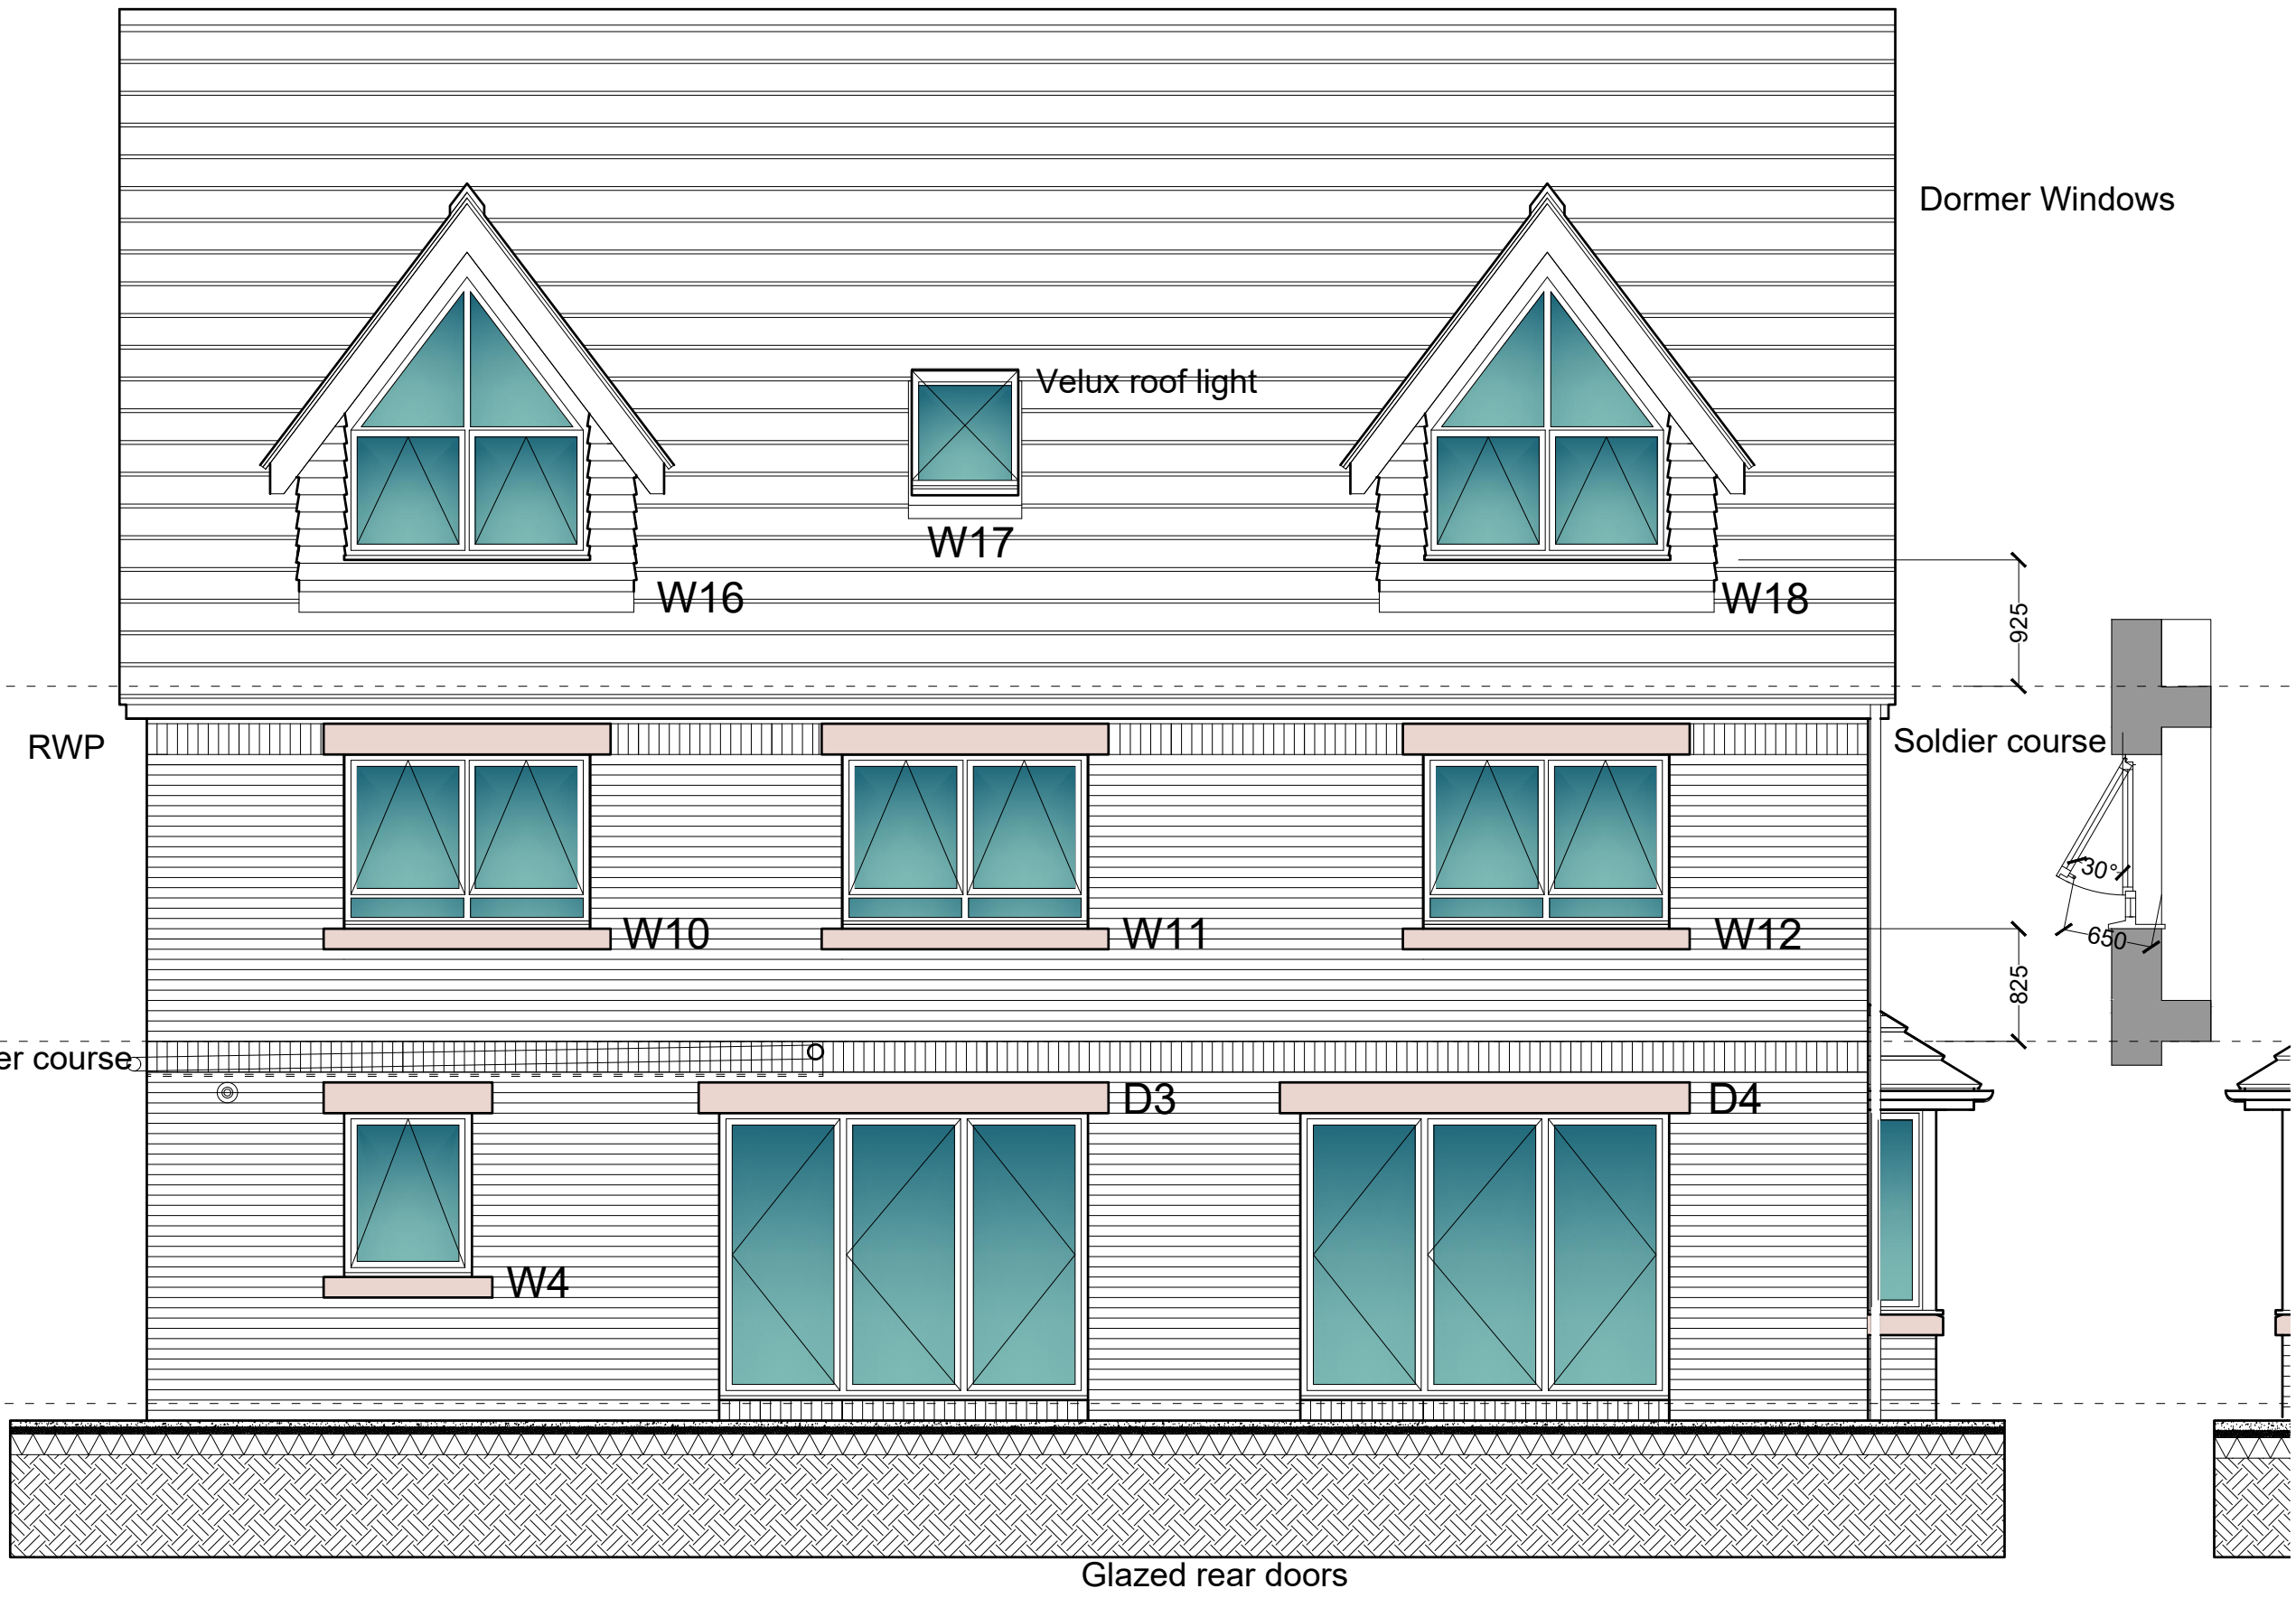 Dormer Windows
Velux roof light
W17
W16
W18
925
RWP
Soldier course
30°
W10
W11
W12
650
825
er course
D3
D4
W4
Glazed rear doors